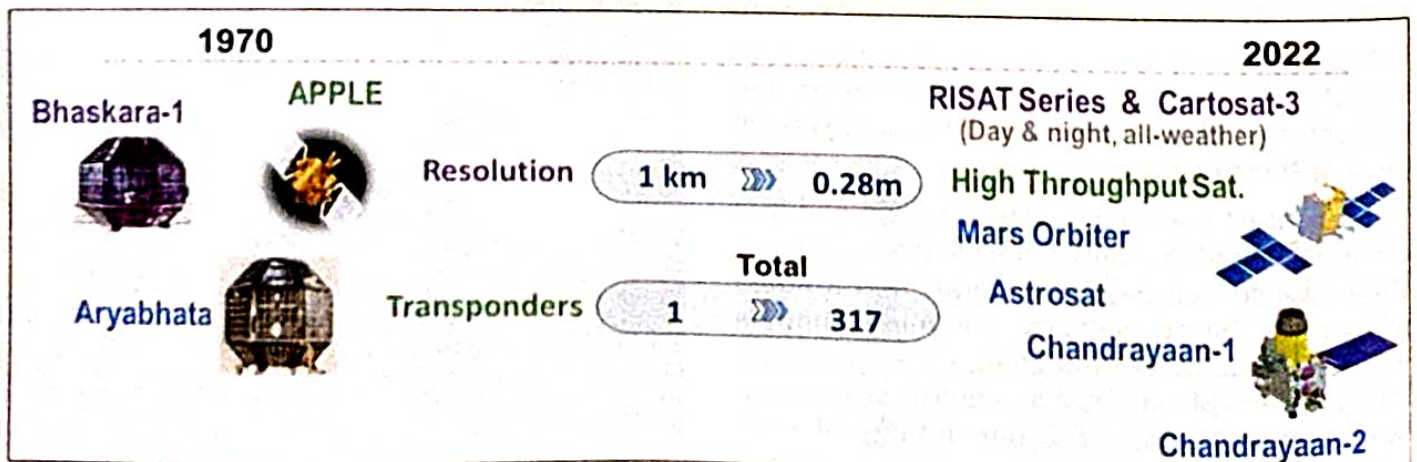 1970
2022
Bhaskara-1
APPLE
Aryabhata
Resolution
1 km 0.28m
Total
Transponders
1 317
RISAT Series & Cartosat-3
(Day & night, all-weather)
High Throughput Sat.
Mars Orbiter
Astrosat
Chandrayaan-1
Chandrayaan-2